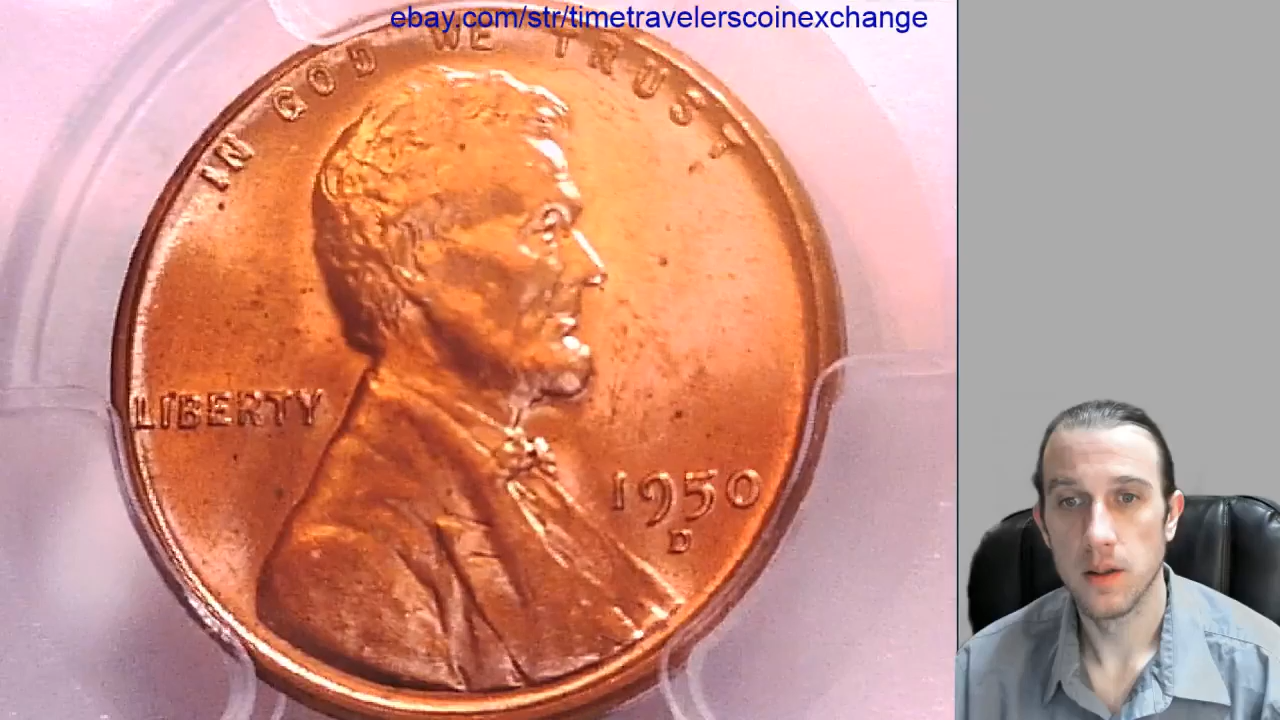 ebay.com/str/timetravelerscoinexchange
IN GOD WE TRUST
LIBERTY
1950
D